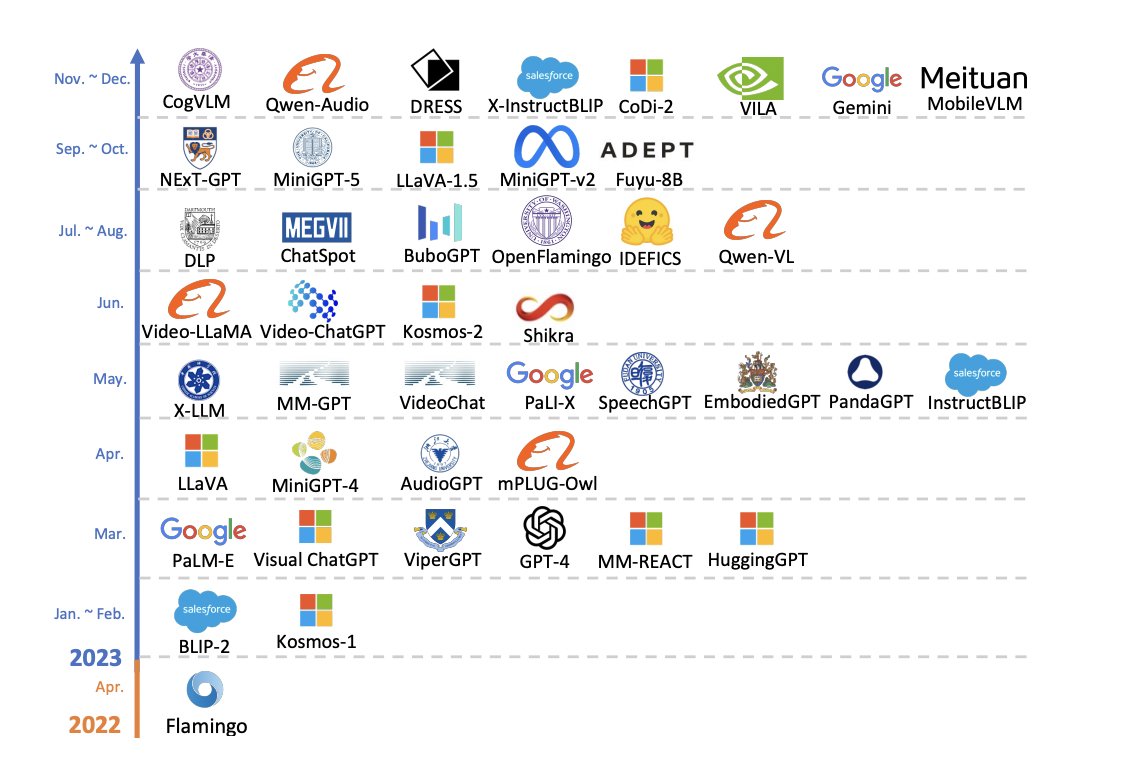 Nov. ~ Dec.
salesforce
Google
Meituan
CogVLM Qwen-Audio DRESS X-InstructBLIP CoDi-2 VILA Gemini MobileVLM
Sep. ~ Oct.
ADEPT
NExT-GPT MiniGPT-5 LLaVA-1.5 MiniGPT-v2 Fuyu-8B
Jul. ~ Aug.
MEGVII
DLP ChatSpot BuboGPT OpenFlamingo IDEFICS Qwen-VL
Jun.
Video-LLaMA Video-ChatGPT Kosmos-2 Shikra
May.
Google
salesforce
X-LLM MM-GPT VideoChat PaLI-X SpeechGPT EmbodiedGPT PandaGPT InstructBLIP
Apr.
LLaVA MiniGPT-4 AudioGPT mPLUG-Owl
Mar.
Google
PaLM-E Visual ChatGPT ViperGPT GPT-4 MM-REACT HuggingGPT
Jan. ~ Feb.
salesforce
BLIP-2 Kosmos-1
2023
Apr.
2022
Flamingo